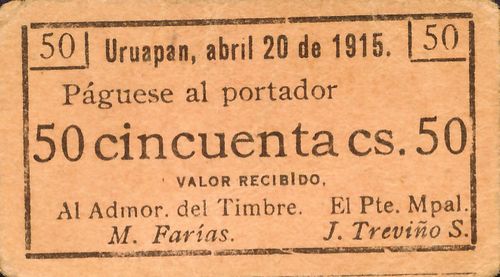 50 Uruapan, abril 20 de 1915. 50
Páguese al portador
50 cincuenta cs. 50
VALOR RECIBIDO,
Al Admor. del Timbre. El Pte. Mpal.
M. Farías. J. Treviño S.